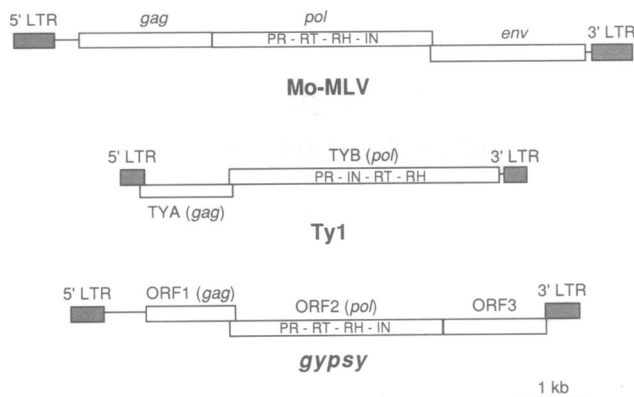 5' LTR gag pol 3' LTR
PR - RT - RH - IN env
Mo-MLV
5' LTR TYB (pol) 3' LTR
PR - IN - RT - RH
TYA (gag)
Ty1
5' LTR ORF1 (gag) ORF2 (pol) ORF3 3' LTR
PR - RT - RH - IN
gypsy
1 kb